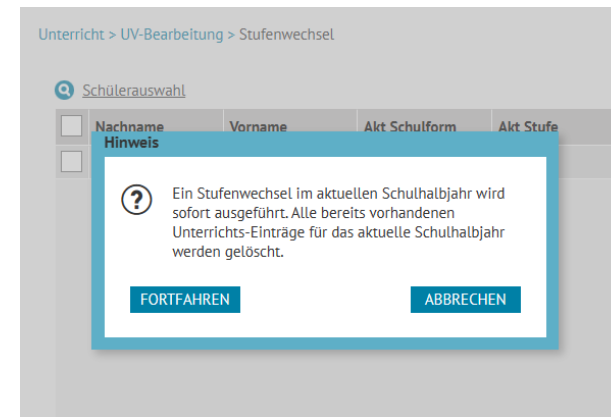 Unterricht > UV-Bearbeitung > Stufenwechsel
Schülerauswahl
Nachname Vorname Akt Schulform Akt Stufe
Hinweis
Ein Stufenwechsel im aktuellen Schulhalbjahr wird
sofort ausgeführt. Alle bereits vorhandenen
Unterrichts-Einträge für das aktuelle Schulhalbjahr
werden gelöscht.
FORTFAHREN ABBRECHEN